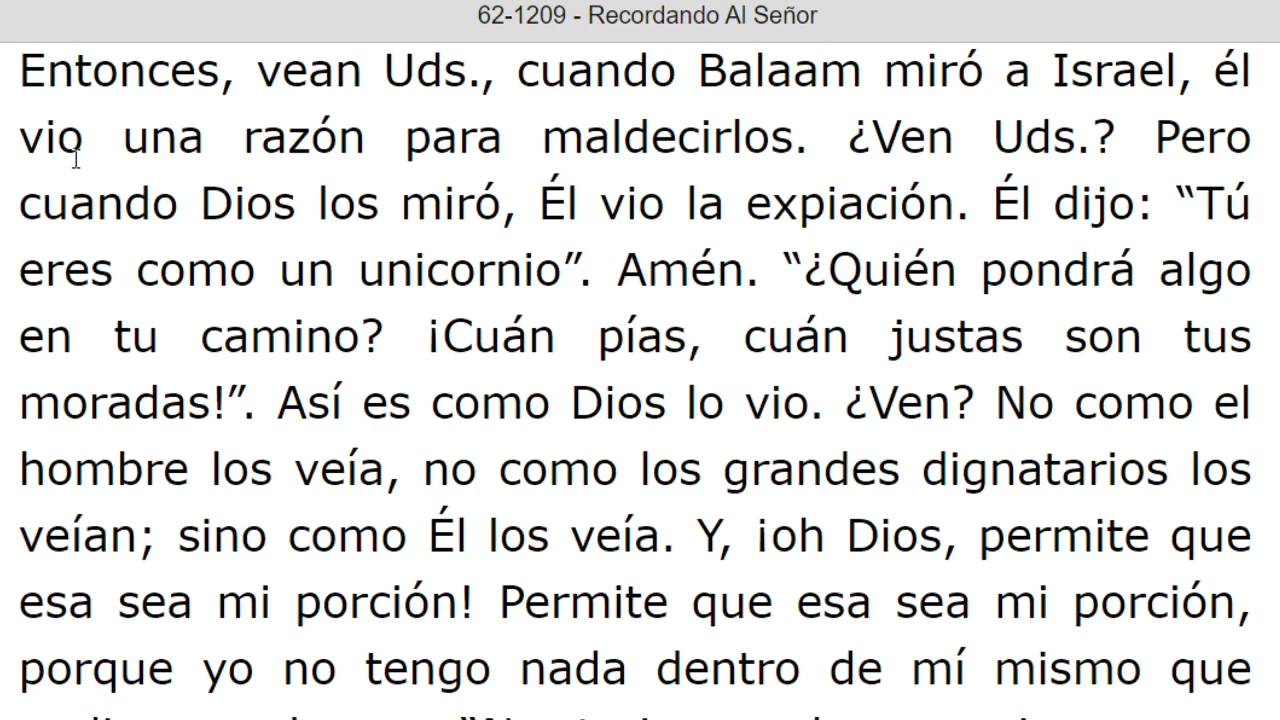 62-1209 - Recordando Al Señor
Entonces, vean Uds., cuando Balaam miró a Israel, él
vio una razón para maldecirlos. ¿Ven Uds.? Pero
cuando Dios los miró, Él vio la expiación. Él dijo: “Tú
eres como un unicornio”. Amén. “¿Quién pondrá algo
en tu camino? ¡Cuán pías, cuán justas son tus
moradas!”. Así es como Dios lo vio. ¿Ven? No como el
hombre los veía, no como los grandes dignatarios los
veían; sino como Él los veía. Y, ¡oh Dios, permite que
esa sea mi porción! Permite que esa sea mi porción,
porque yo no tengo nada dentro de mí mismo que